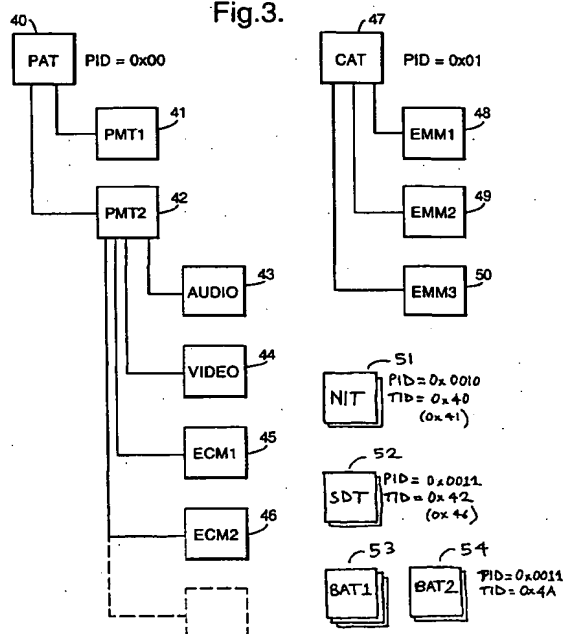 Fig.3.
40
PAT
PID = 0x00
41
PMT1
42
PMT2
43
AUDIO
44
VIDEO
45
ECM1
46
ECM2
47
CAT
PID = 0x01
48
EMM1
49
EMM2
50
EMM3
51
NIT
PID = 0x0010
TID = 0x40
(0x41)
52
SDT
PID = 0x0011
TID = 0x42
(0x46)
53
BAT1
54
BAT2
PID = 0x0011
TID = 0x4A